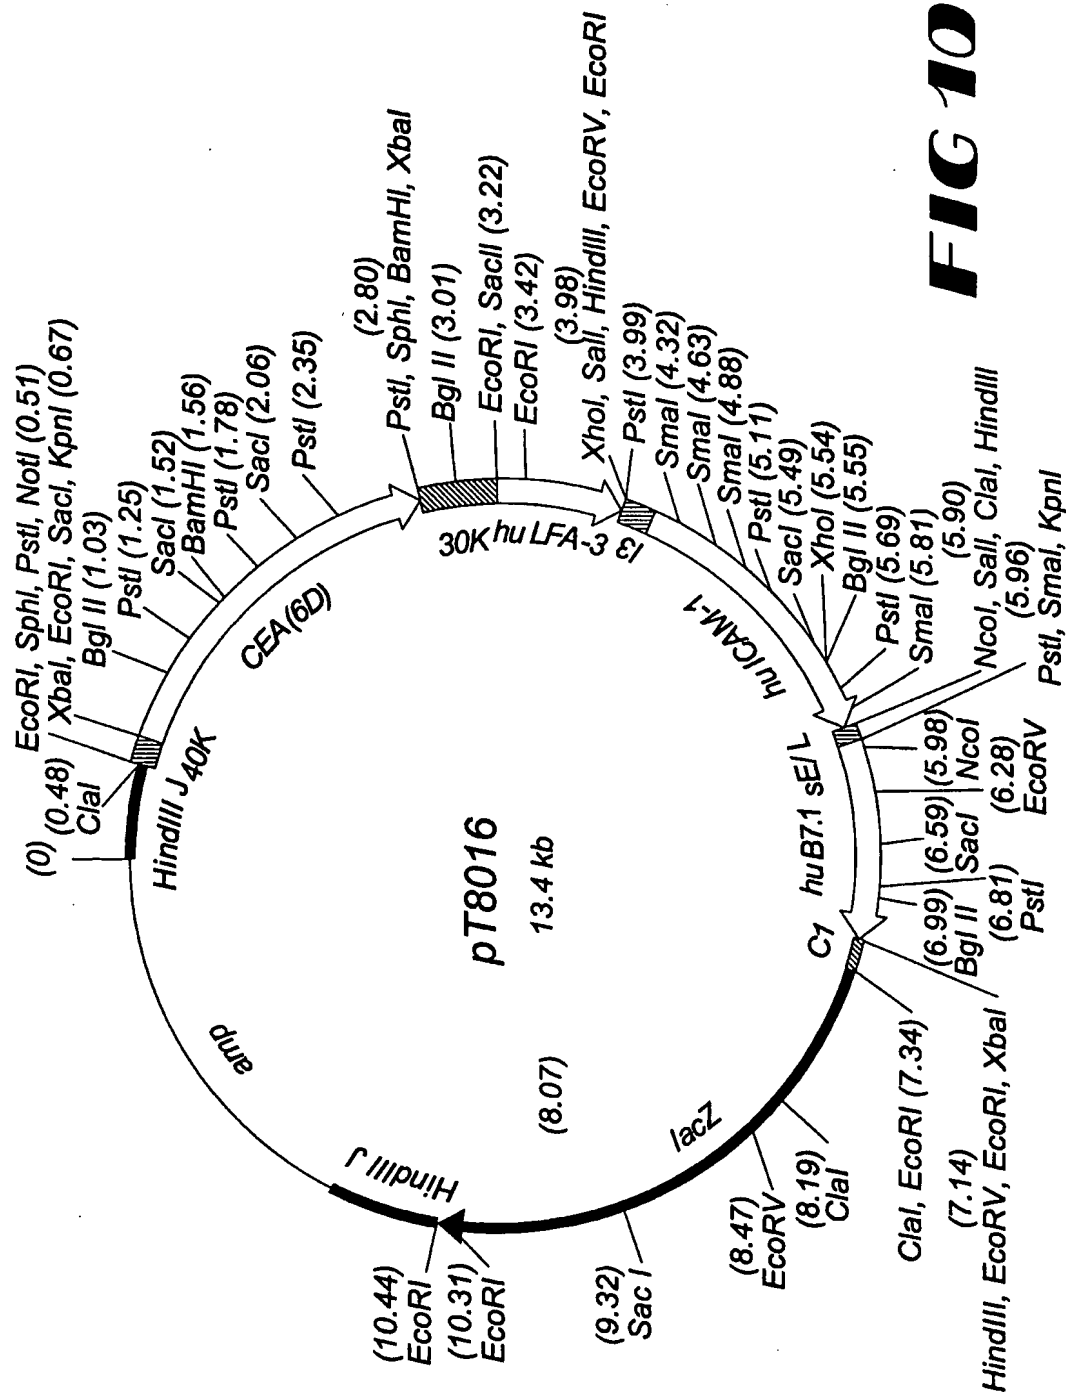 (0)
(0.48)
ClaI
EcoRI, SphI, PstI, NotI (0.51)
XbaI, EcoRI, SacI, KpnI (0.67)
Bgl II (1.03)
PstI (1.25)
SacI (1.52)
BamHI (1.56)
PstI (1.78)
SacI (2.06)
PstI (2.35)
(2.80)
PstI, SphI, BamHI, XbaI
Bgl II (3.01)
EcoRI, SacII (3.22)
EcoRI (3.42)
(3.98)
XhoI, SalI, HindIII, EcoRV, EcoRI
PstI (3.99)
SmaI (4.32)
SmaI (4.63)
SmaI (4.88)
PstI (5.11)
SacI (5.49)
XhoI (5.54)
Bgl II (5.55)
PstI (5.69)
SmaI (5.81)
(5.90)
NcoI, SalI, ClaI, HindIII
(5.96)
PstI, SmaI, KpnI
(5.98)
NcoI
(6.28)
EcoRV
(6.59)
SacI
(6.81)
PstI
(6.99)
Bgl II
(7.14)
HindIII, EcoRV, EcoRI, XbaI
ClaI, EcoRI (7.34)
(8.19)
ClaI
(8.47)
EcoRV
(9.32)
Sac I
(10.31)
EcoRI
(10.44)
EcoRI
HindIII J
40K
CEA (6D)
30K
hu LFA-3
I3
hu ICAM-1
sE/L
hu B7.1
C1
lacZ
(8.07)
HindIII J
amp
pT8016
13.4 kb
FIG 10